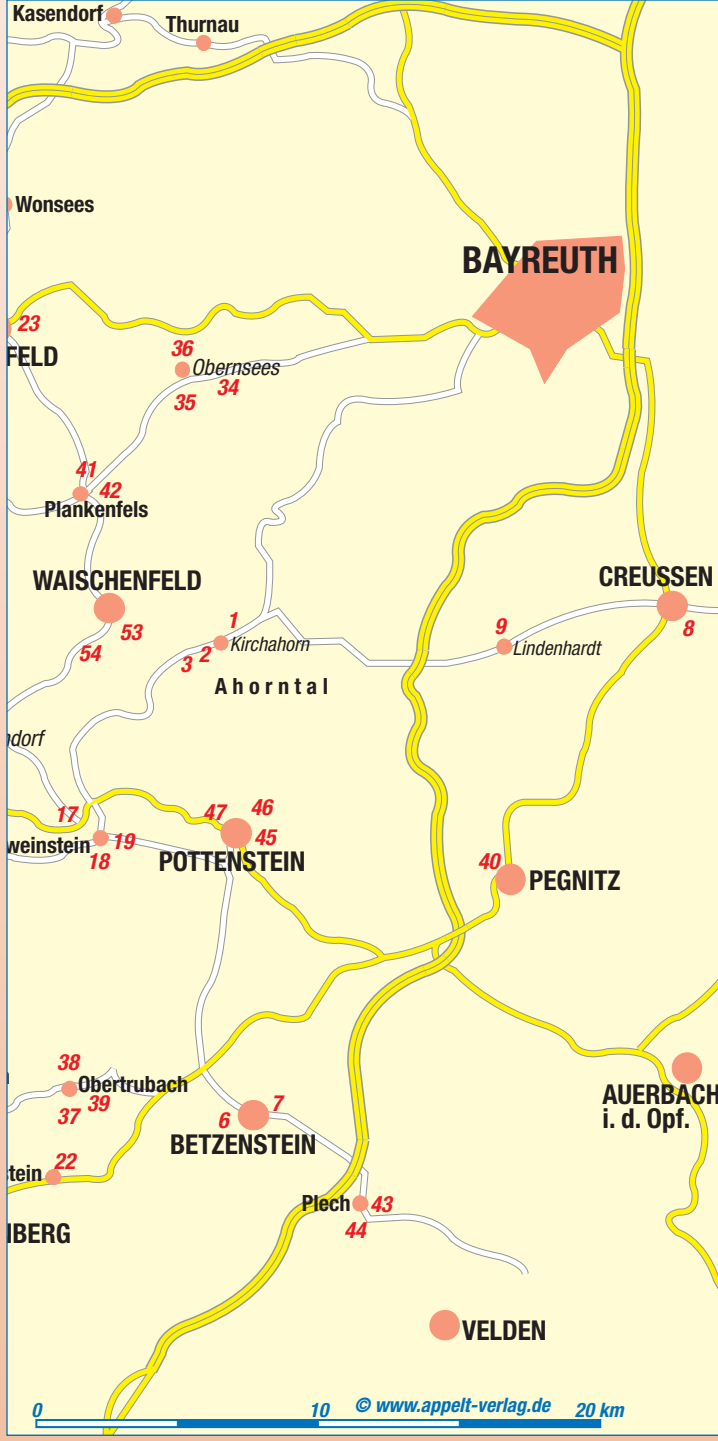 Kasendorf
Thurnau
Wonsees
BAYREUTH
23
FELD
36
Obernsees
35
34
41
42
Plankenfels
WAISCHENFELD
53
54
CREUSSEN
8
1
Kirchahorn
2
3
9
Lindenhardt
Ahorntal
ndorf
17
weinstein
19
18
47
46
45
POTTENSTEIN
40
PEGNITZ
38
Obertrubach
37
39
7
6
BETZENSTEIN
AUERBACH
i. d. Opf.
22
tein
Plech
43
44
BERG
VELDEN
0 10 © www.appelt-verlag.de 20 km